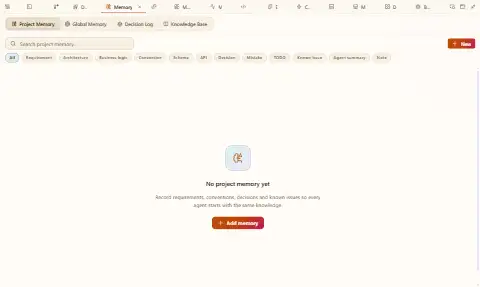 D..
Memory
M...
N
I
C..
M
D
B..
Project Memory
Global Memory
Decision Log
Knowledge Base
Search project memory...
New
All
Requirement
Architecture
Business logic
Convention
Schema
API
Decision
Mistake
TODO
Known issue
Agent summary
Note
No project memory yet
Record requirements, conventions, decisions and known issues so every
agent starts with the same knowledge.
Add memory